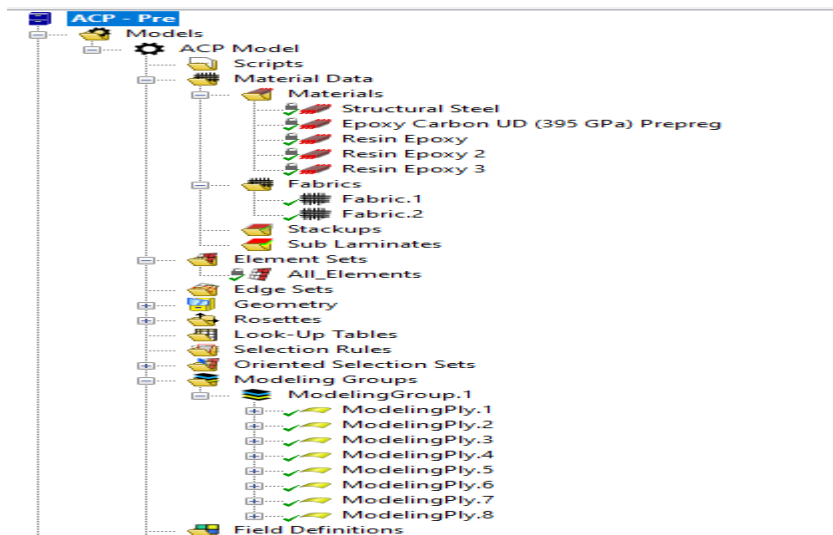 ACP - Pre
Models
ACP Model
Scripts
Material Data
Materials
Structural Steel
Epoxy Carbon UD (395 GPa) Prepreg
Resin Epoxy
Resin Epoxy 2
Resin Epoxy 3
Fabrics
Fabric.1
Fabric.2
Stackups
Sub Laminates
Element Sets
All_Elements
Edge Sets
Geometry
Rosettes
Look-Up Tables
Selection Rules
Oriented Selection Sets
Modeling Groups
ModelingGroup.1
ModelingPly.1
ModelingPly.2
ModelingPly.3
ModelingPly.4
ModelingPly.5
ModelingPly.6
ModelingPly.7
ModelingPly.8
Field Definitions